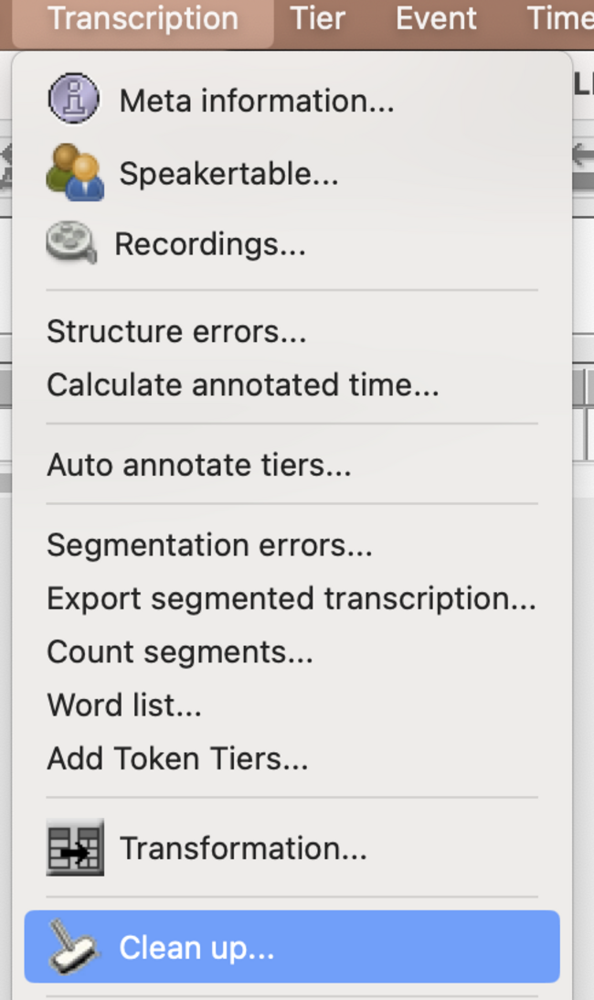 Transcription Tier Event Time
Meta information...
Speakertable...
Recordings...
Structure errors...
Calculate annotated time...
Auto annotate tiers...
Segmentation errors...
Export segmented transcription...
Count segments...
Word list...
Add Token Tiers...
Transformation...
Clean up...